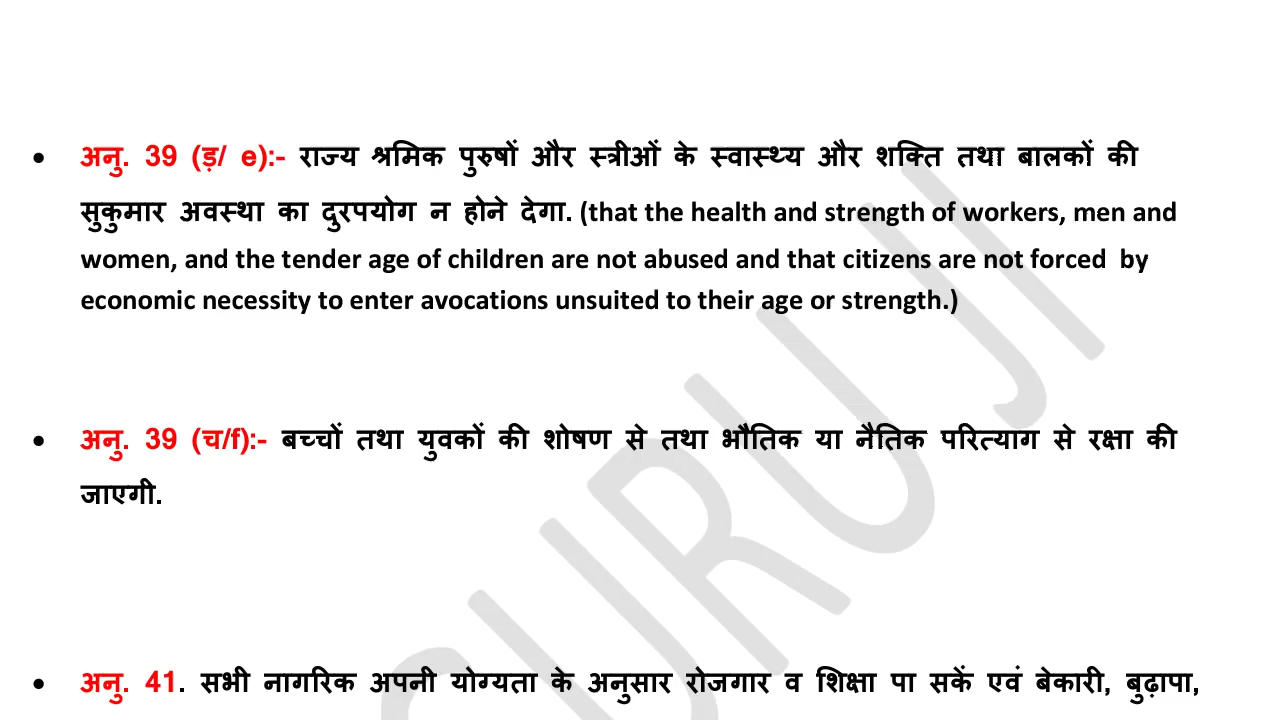 • अनु. 39 (ड़/ e):- राज्य श्रमिक पुरुषों और स्त्रीओं के स्वास्थ्य और शक्ति तथा बालकों की
सुकुमार अवस्था का दुरपयोग न होने देगा. (that the health and strength of workers, men and
women, and the tender age of children are not abused and that citizens are not forced by
economic necessity to enter avocations unsuited to their age or strength.)
• अनु. 39 (च/f):- बच्चों तथा युवकों की शोषण से तथा भौतिक या नैतिक परित्याग से रक्षा की
जाएगी.
• अनु. 41. सभी नागरिक अपनी योग्यता के अनुसार रोजगार व शिक्षा पा सकें एवं बेकारी, बुढ़ापा,
GURU JI